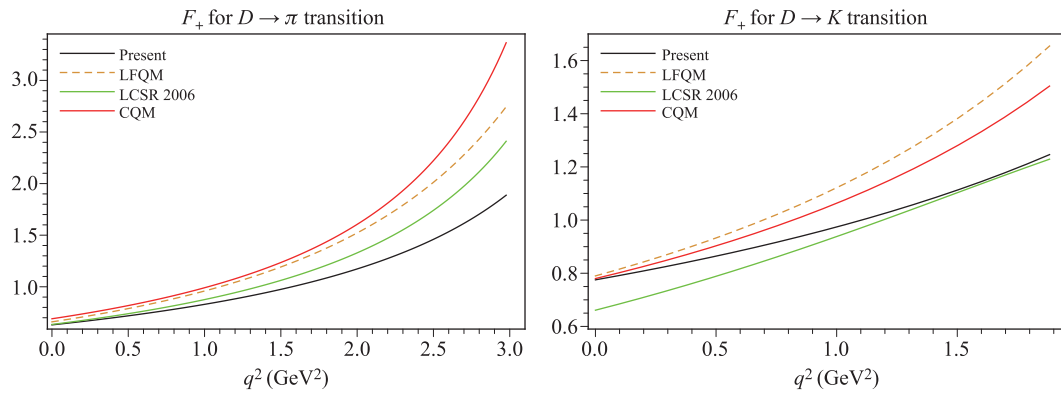 F₊ for D → π transition
Present
LFQM
LCSR 2006
CQM
3.0
2.5
2.0
1.5
1.0
0.0 0.5 1.0 1.5 2.0 2.5 3.0
q² (GeV²)
F₊ for D → K transition
Present
LFQM
LCSR 2006
CQM
1.6
1.4
1.2
1.0
0.8
0.6
0.0 0.5 1.0 1.5
q² (GeV²)